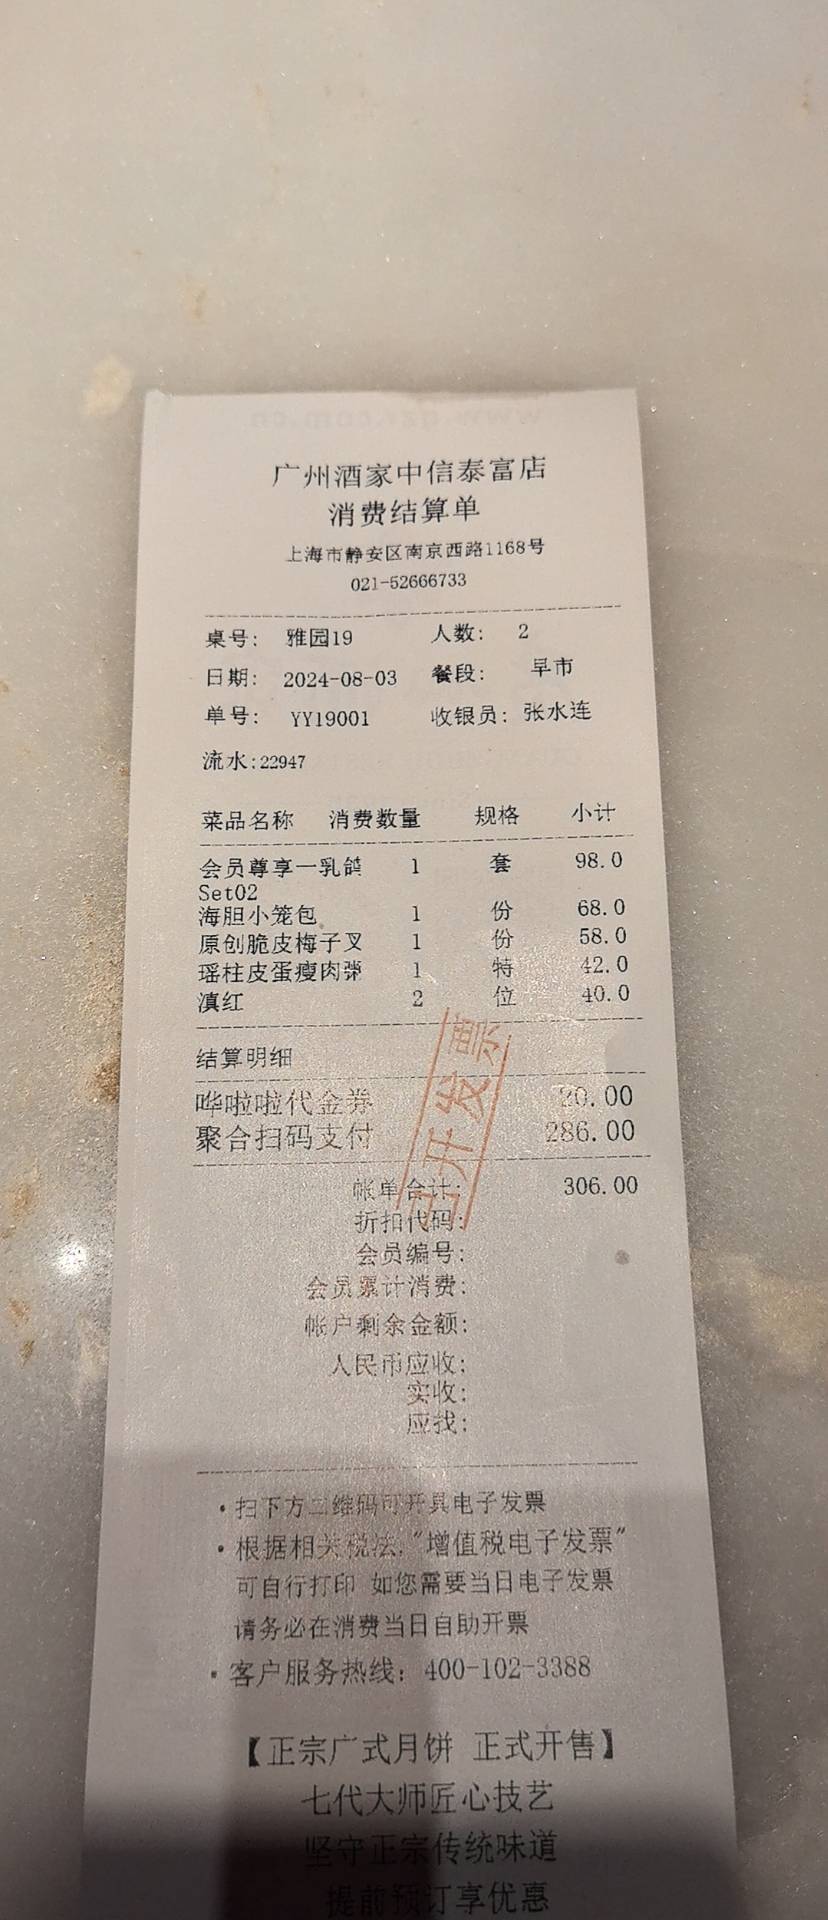 广州酒家中信泰富店
消费结算单
上海市静安区南京西路1168号
021-52666733
桌号: 雅园19 人数: 2
日期: 2024-08-03 餐段: 早市
单号: YY19001 收银员: 张水连
流水:22947
菜品名称 消费数量 规格 小计
会员尊享一乳鸽 1 套 98.0
Set02
海胆小笼包 1 份 68.0
原创脆皮梅子叉 1 份 58.0
瑶柱皮蛋瘦肉粥 1 特 42.0
滇红 2 位 40.0
结算明细
哗啦啦代金券 20.00
聚合扫码支付 286.00
已开发票
帐单合计: 306.00
折扣代码:
会员编号:
会员累计消费:
帐户剩余金额:
人民币应收:
实收:
应找:
·扫下方二维码可开具电子发票
·根据相关税法,"增值税电子发票"
可自行打印 如您需要当日电子发票
请务必在消费当日自助开票
·客户服务热线: 400-102-3388
【正宗广式月饼 正式开售】
七代大师匠心技艺
坚守正宗传统味道
提前预订享优惠